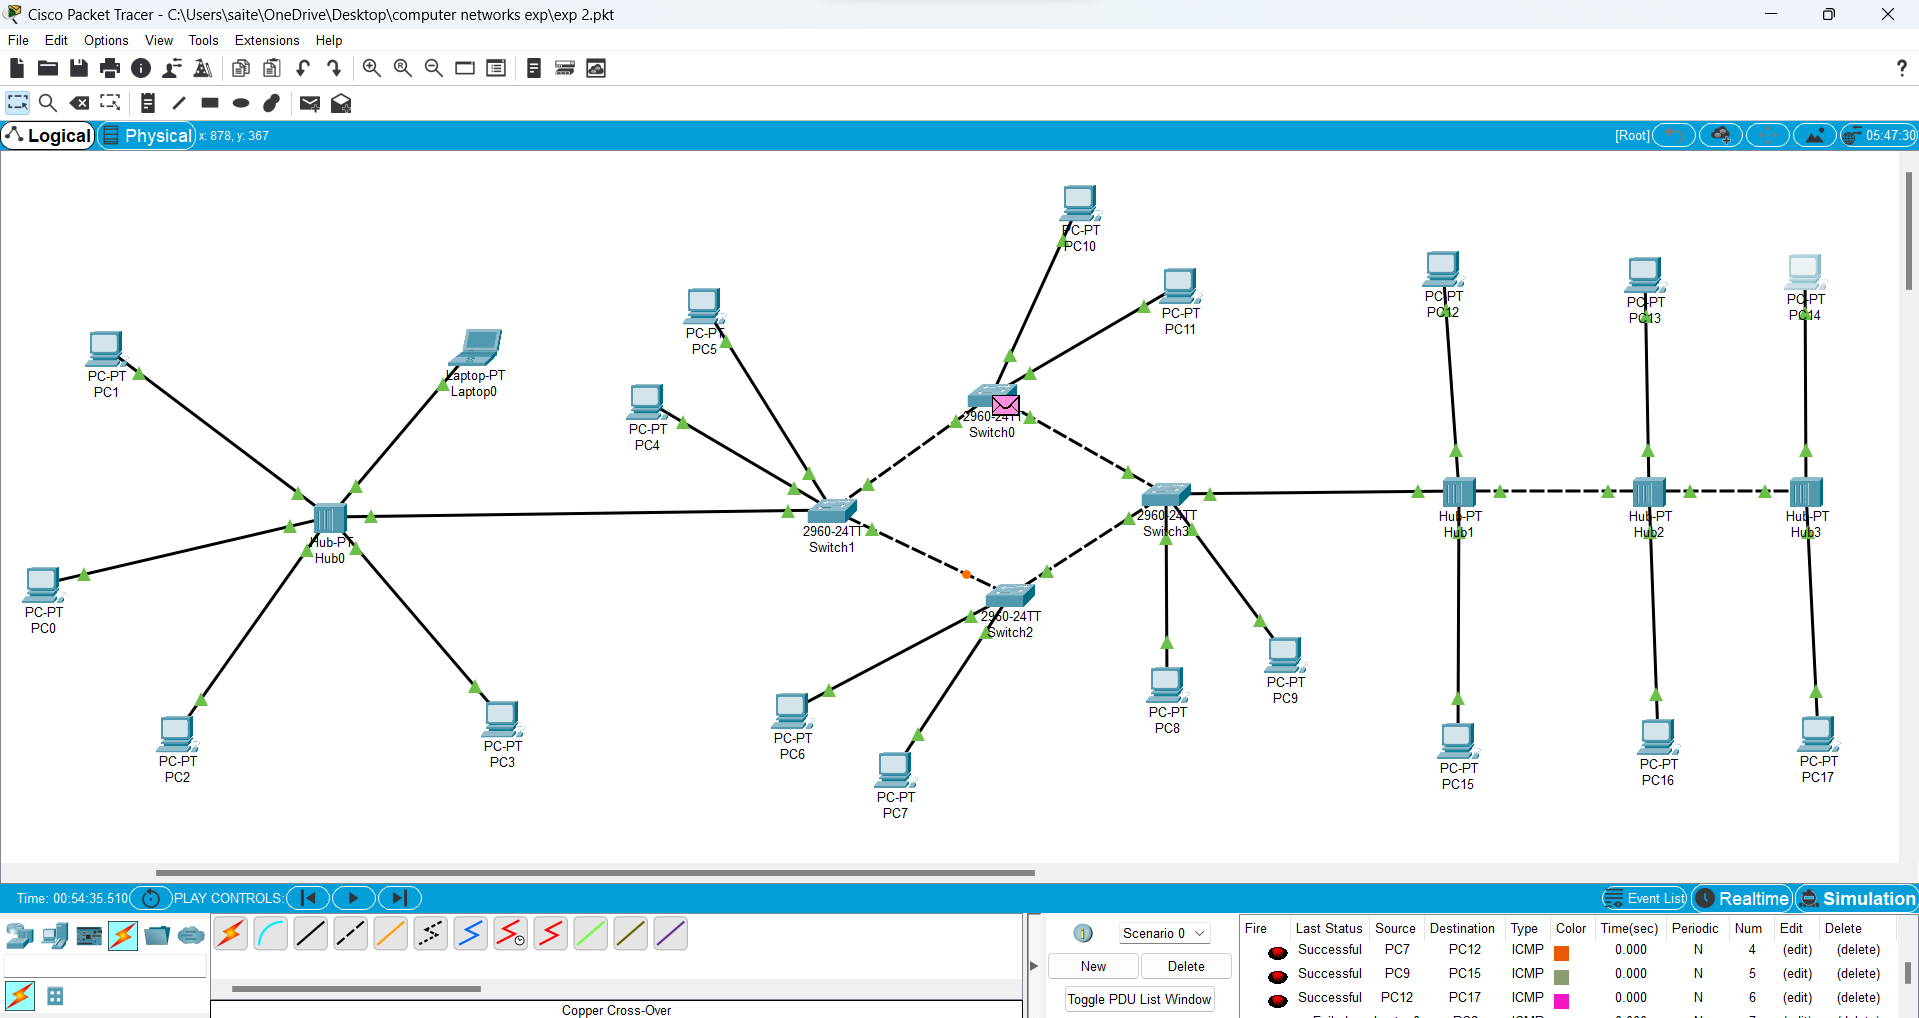 Cisco Packet Tracer - C:\Users\saite\OneDrive\Desktop\computer networks exp\exp 2.pkt
File Edit Options View Tools Extensions Help
?
Logical Physical x: 878, y: 367 [Root] 05:47:30
PC-PT
PC10
PC-PT
PC11
PC-PT
PC12
PC-PT
PC13
PC-PT
PC14
PC-PT
PC5
PC-PT
PC1
Laptop-PT
Laptop0
PC-PT
PC4
2960-24TT
Switch0
2960-24TT
Switch1
2960-24TT
Switch3
Hub-PT
Hub1
Hub-PT
Hub2
Hub-PT
Hub3
Hub-PT
Hub0
PC-PT
PC0
2960-24TT
Switch2
PC-PT
PC9
PC-PT
PC8
PC-PT
PC6
PC-PT
PC3
PC-PT
PC2
PC-PT
PC7
PC-PT
PC15
PC-PT
PC16
PC-PT
PC17
Time: 00:54:35.510 PLAY CONTROLS: Event List Realtime Simulation
1 Scenario 0
New Delete
Toggle PDU List Window
Copper Cross-Over
Fire Last Status Source Destination Type Color Time(sec) Periodic Num Edit Delete
Successful PC7 PC12 ICMP 0.000 N 4 (edit) (delete)
Successful PC9 PC15 ICMP 0.000 N 5 (edit) (delete)
Successful PC12 PC17 ICMP 0.000 N 6 (edit) (delete)